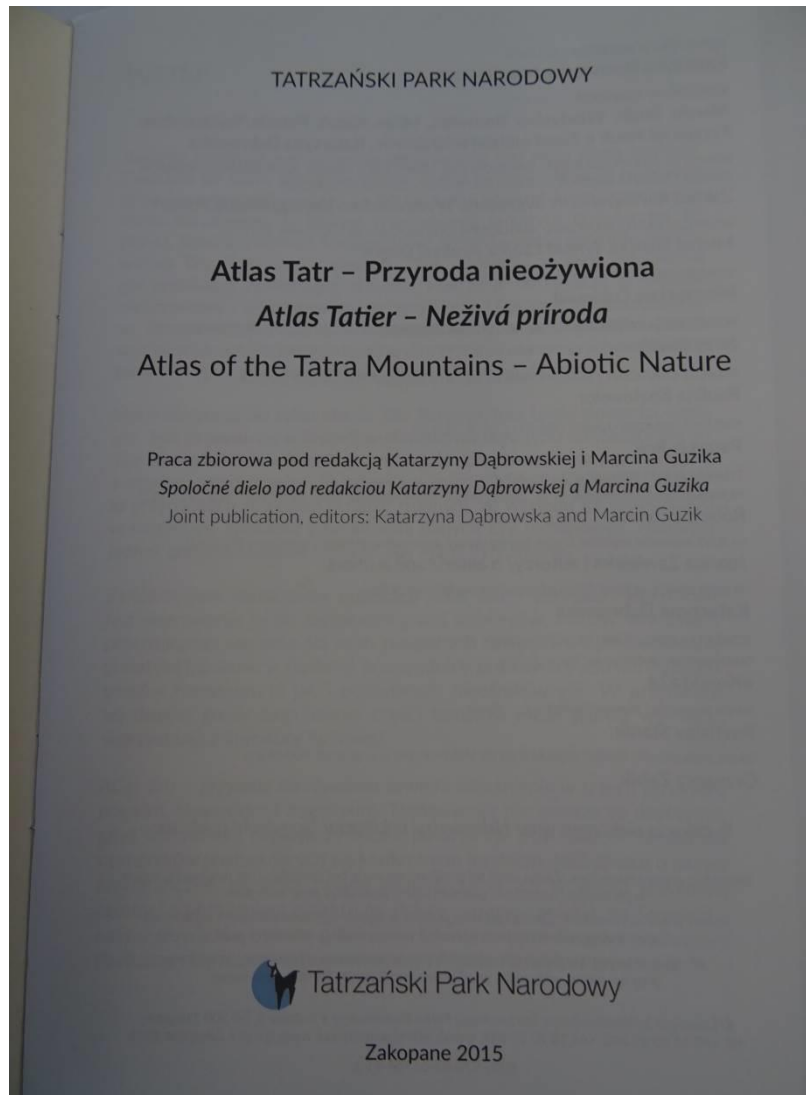 TATRZAŃSKI PARK NARODOWY
Atlas Tatr – Przyroda nieożywiona
Atlas Tatier – Neživá príroda
Atlas of the Tatra Mountains – Abiotic Nature
Praca zbiorowa pod redakcją Katarzyny Dąbrowskiej i Marcina Guzika
Spoločné dielo pod redakciou Katarzyny Dąbrowskej a Marcina Guzika
Joint publication, editors: Katarzyna Dąbrowska and Marcin Guzik
Tatrzański Park Narodowy
Zakopane 2015